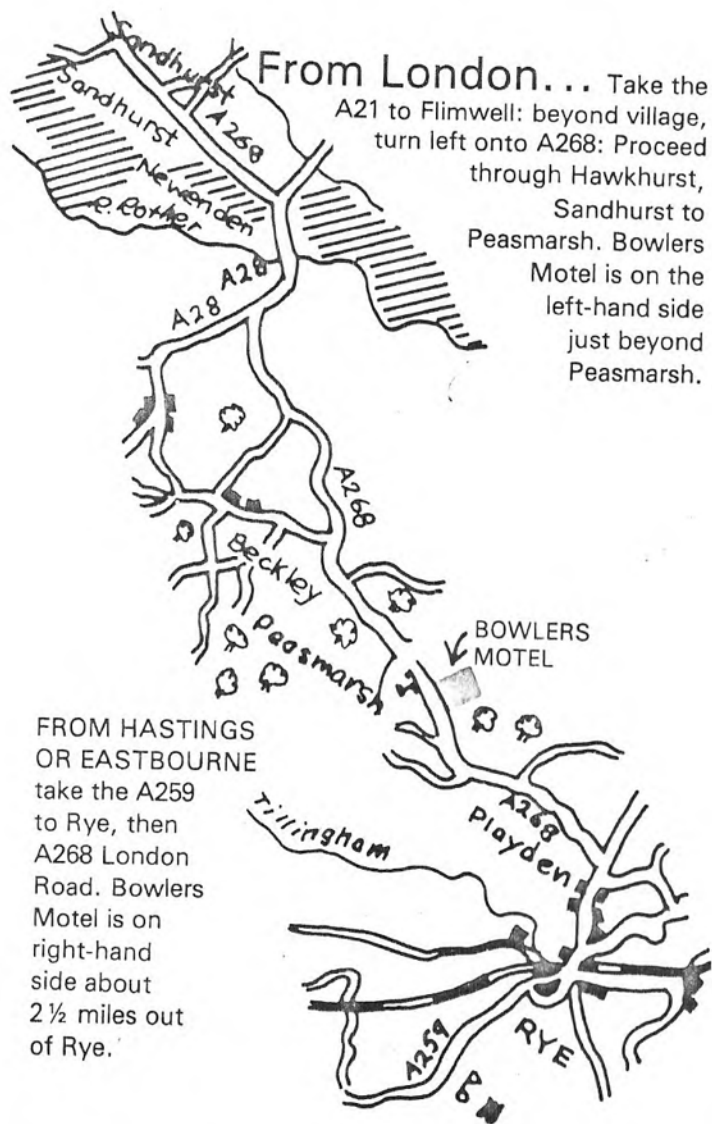 Sandhurst
From London... Take the
A21 to Flimwell: beyond village,
turn left onto A268: Proceed
through Hawkhurst,
Sandhurst to
Peasmarsh. Bowlers
Motel is on the
left-hand side
just beyond
Peasmarsh.
Sandhurst
A268
Newenden
R. Rother
A28
A28
A268
Beckley
Peasmarsh
BOWLERS
MOTEL
FROM HASTINGS
OR EASTBOURNE
take the A259
to Rye, then
A268 London
Road. Bowlers
Motel is on
right-hand
side about
2½ miles out
of Rye.
Tillingham
A268
Playden
A259
RYE